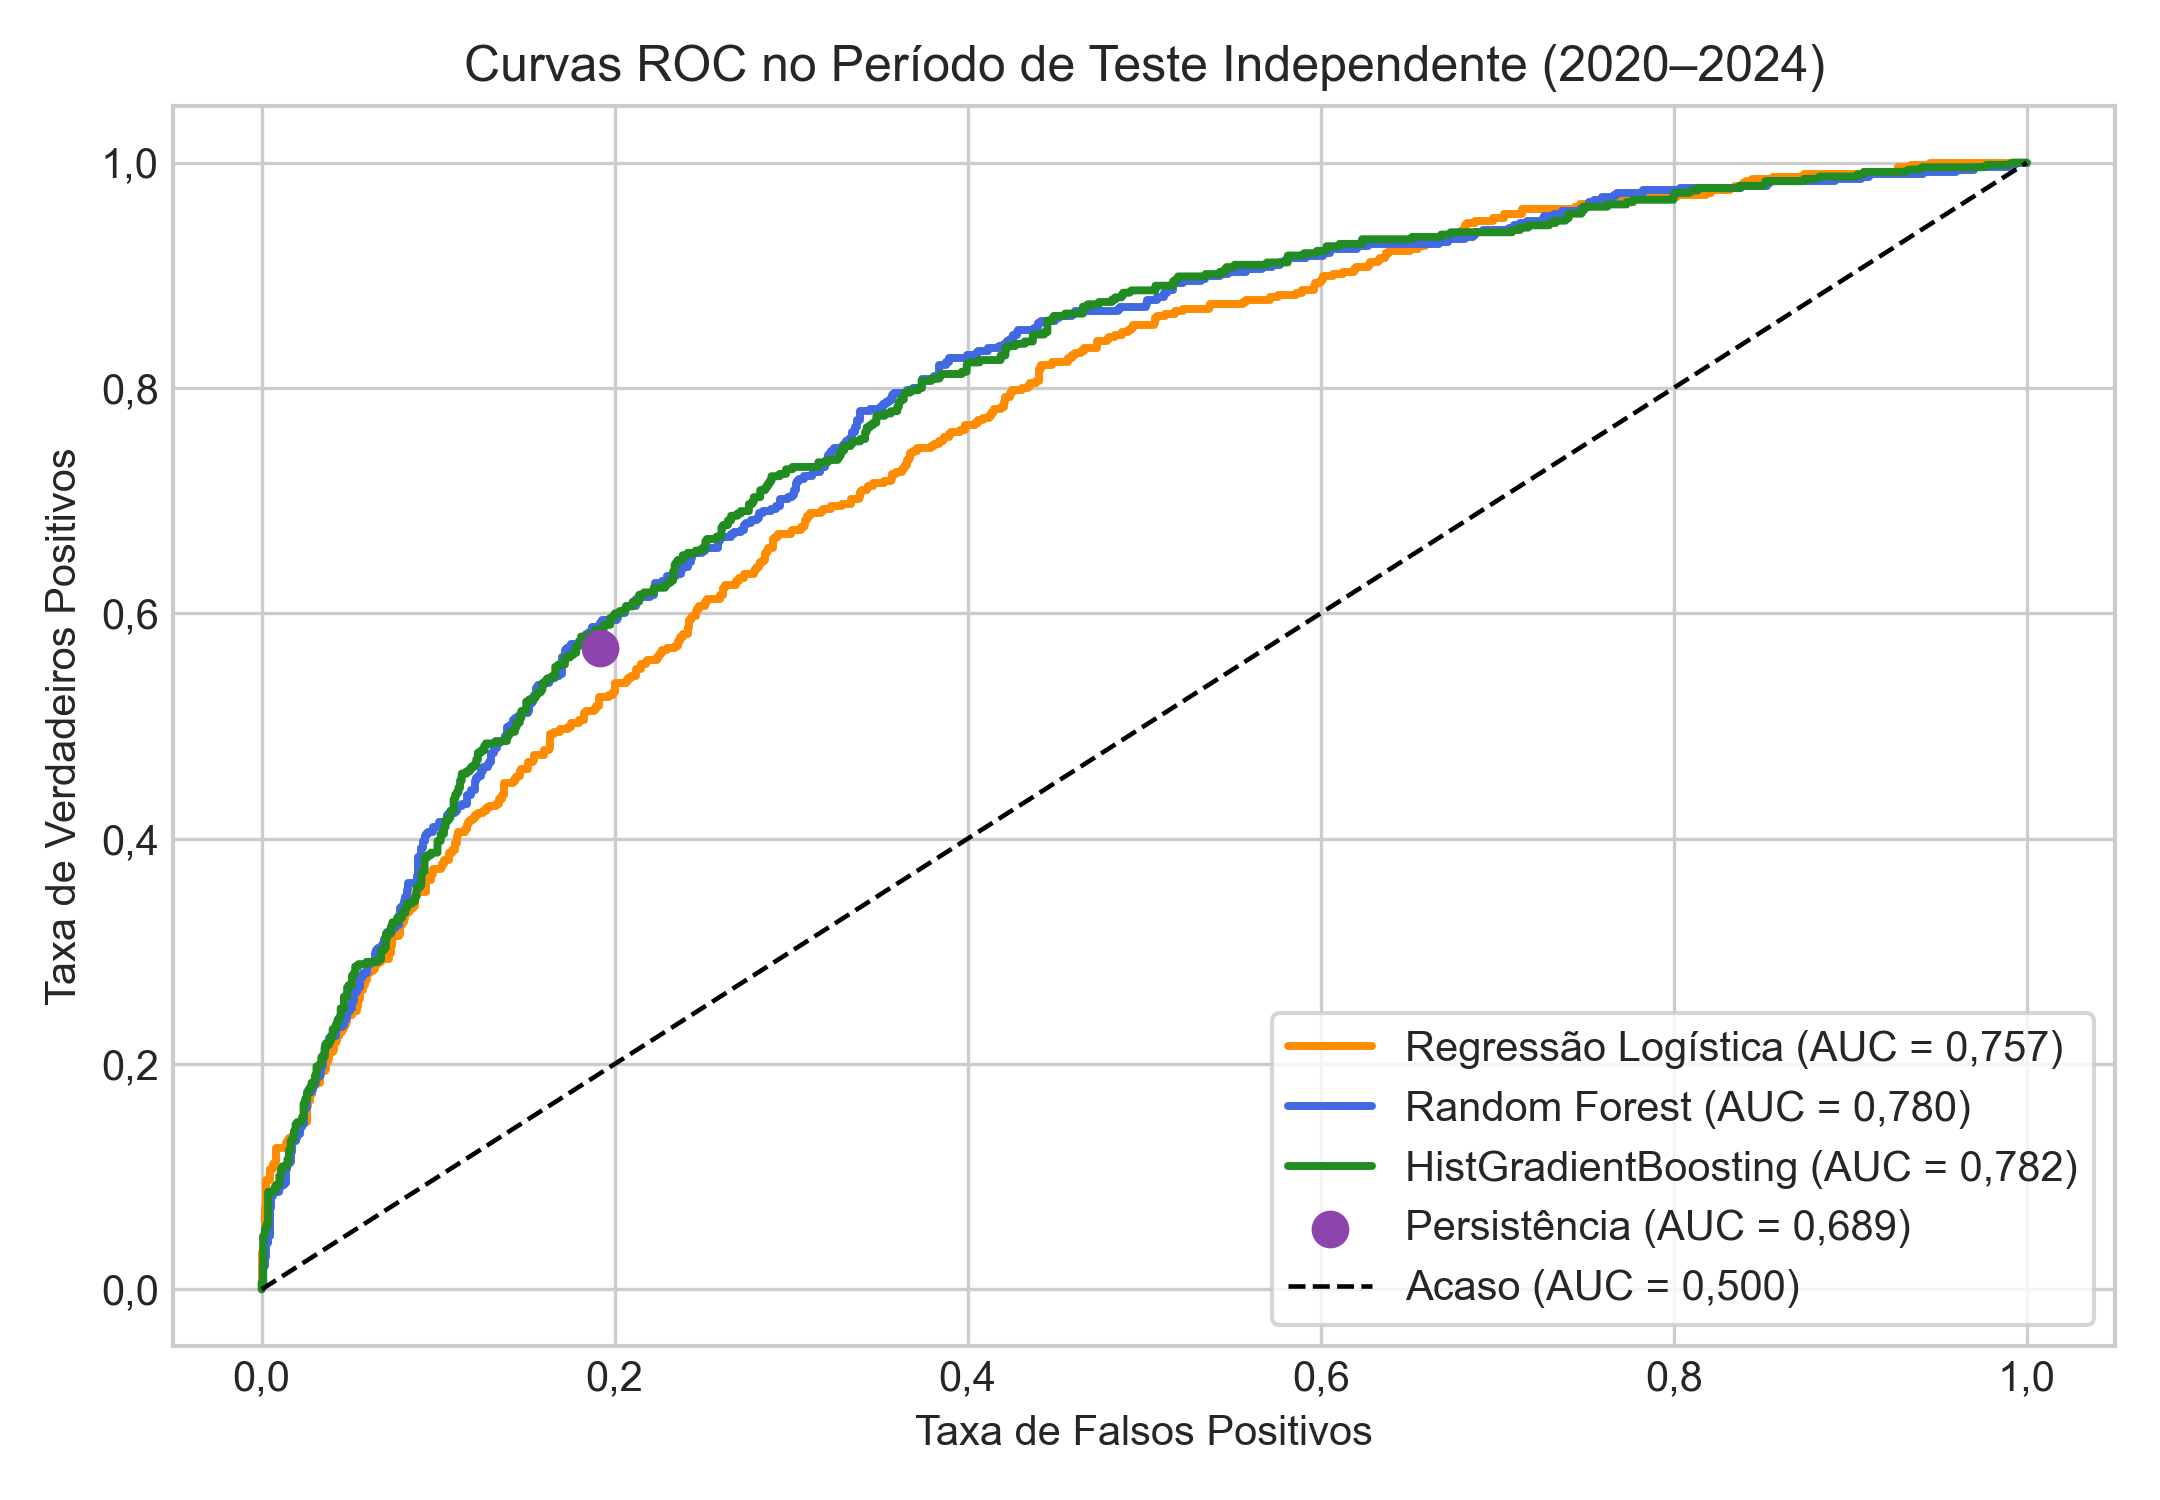 Curvas ROC no Período de Teste Independente (2020–2024)
Taxa de Verdadeiros Positivos
1,0
0,8
0,6
0,4
0,2
0,0
Regressão Logística (AUC = 0,757)
Random Forest (AUC = 0,780)
HistGradientBoosting (AUC = 0,782)
Persistência (AUC = 0,689)
Acaso (AUC = 0,500)
0,0 0,2 0,4 0,6 0,8 1,0
Taxa de Falsos Positivos